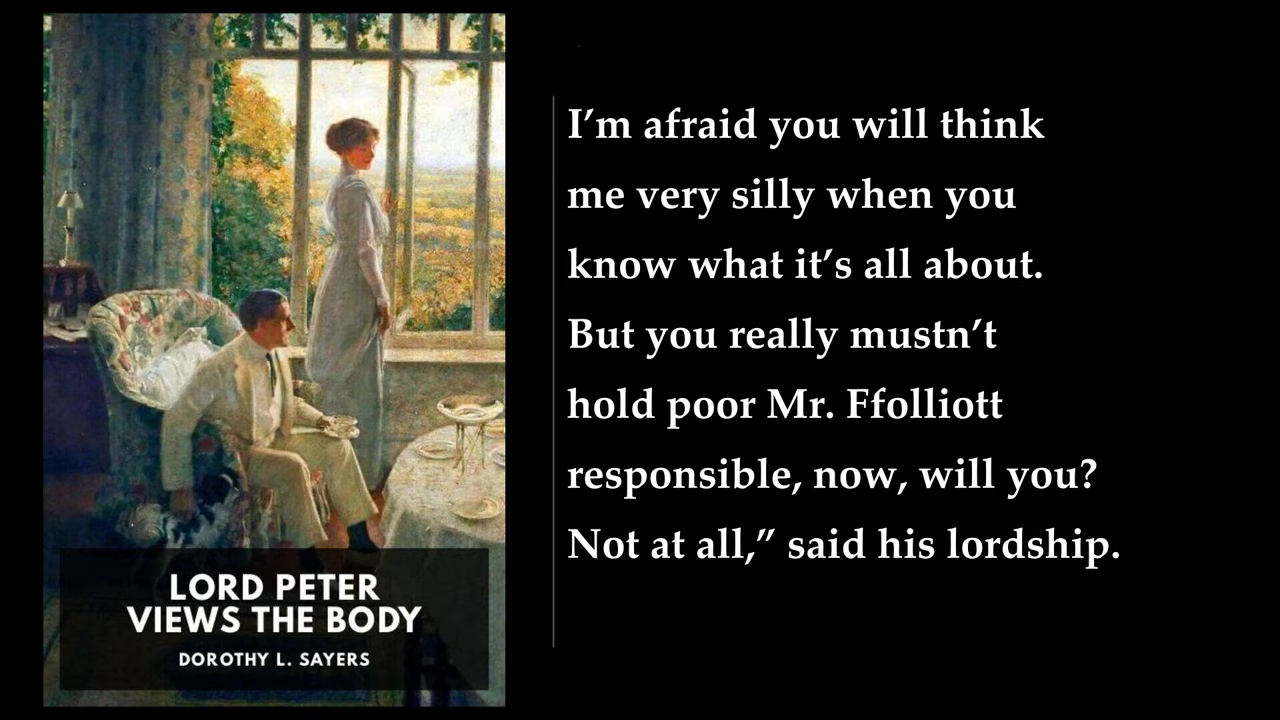 LORD PETER
VIEWS THE BODY
DOROTHY L. SAYERS
I’m afraid you will think
me very silly when you
know what it’s all about.
But you really mustn’t
hold poor Mr. Ffolliott
responsible, now, will you?
Not at all,” said his lordship.